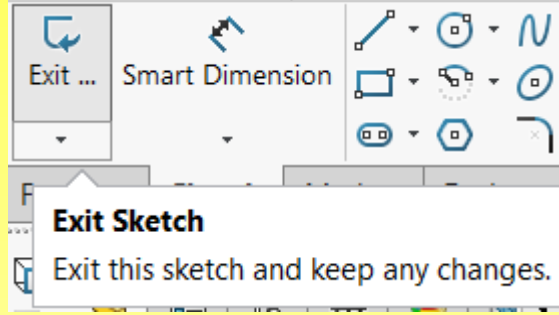 Exit ...
Smart Dimension
Exit Sketch
Exit this sketch and keep any changes.